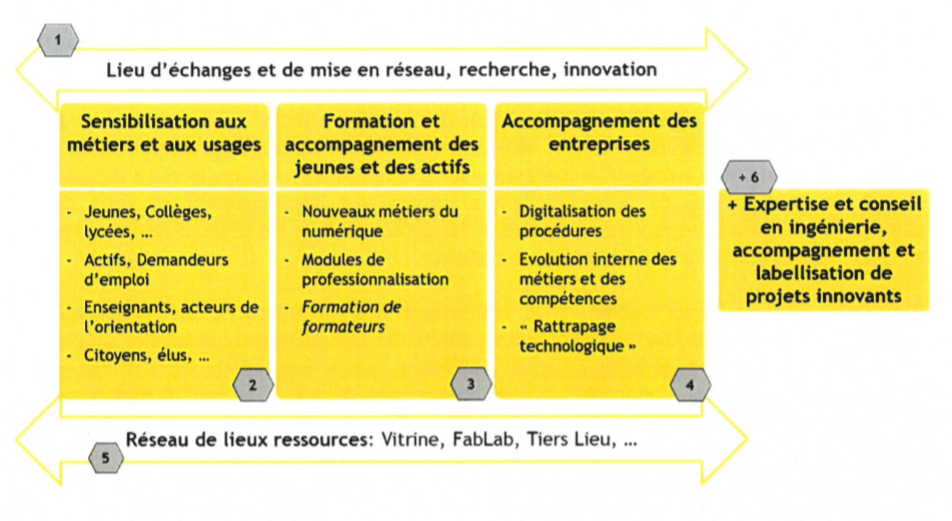 1
Lieu d'échanges et de mise en réseau, recherche, innovation
Sensibilisation aux
métiers et aux usages
- Jeunes, Collèges,
lycées, ...
- Actifs, Demandeurs
d'emploi
- Enseignants, acteurs de
l'orientation
- Citoyens, élus, ...
2
Formation et
accompagnement des
jeunes et des actifs
- Nouveaux métiers du
numérique
- Modules de
professionnalisation
- Formation de
formateurs
3
Accompagnement des
entreprises
- Digitalisation des
procédures
- Evolution interne des
métiers et des
compétences
- « Rattrapage
technologique »
4
+ 6
+ Expertise et conseil
en ingénierie,
accompagnement et
labellisation de
projets innovants
Réseau de lieux ressources: Vitrine, FabLab, Tiers Lieu, ...
5